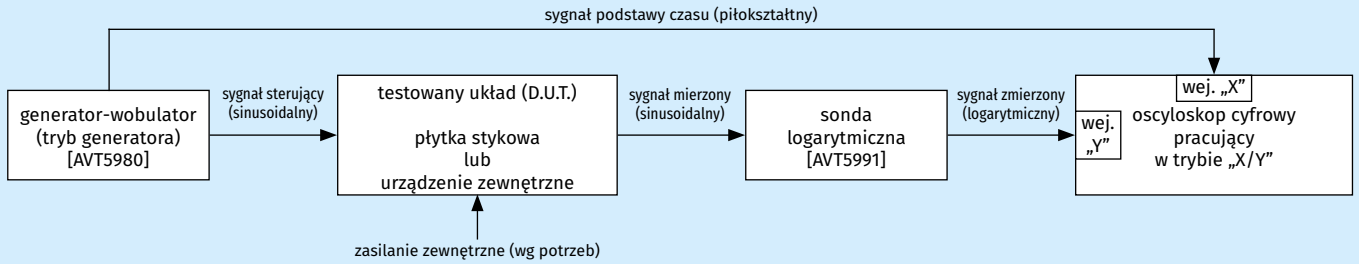 sygnał podstawy czasu (piłokształtny)
generator-wobulator
(tryb generatora)
[AVT5980]
sygnał sterujący
(sinusoidalny)
testowany układ (D.U.T.)
płytka stykowa
lub
urządzenie zewnętrzne
zasilanie zewnętrzne (wg potrzeb)
sygnał mierzony
(sinusoidalny)
sonda
logarytmiczna
[AVT5991]
sygnał zmierzony
(logarytmiczny)
wej. „X”
wej.
„Y”
oscyloskop cyfrowy
pracujący
w trybie „X/Y”